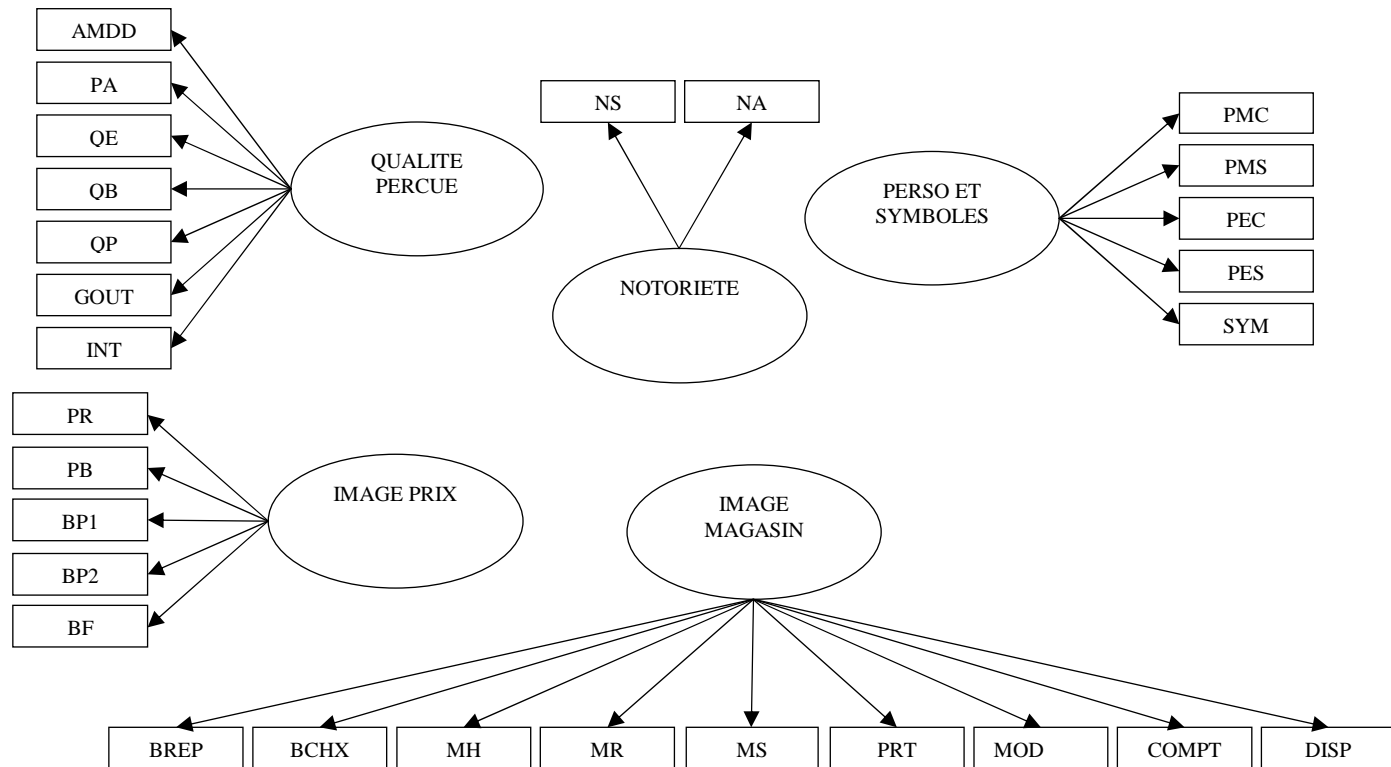 AMDD
PA
QE
QB
QP
GOUT
INT
QUALITE
PERCUE
NS
NA
NOTORIETE
PERSO ET
SYMBOLES
PMC
PMS
PEC
PES
SYM
PR
PB
BP1
BP2
BF
IMAGE PRIX
IMAGE
MAGASIN
BREP
BCHX
MH
MR
MS
PRT
MOD
COMPT
DISP